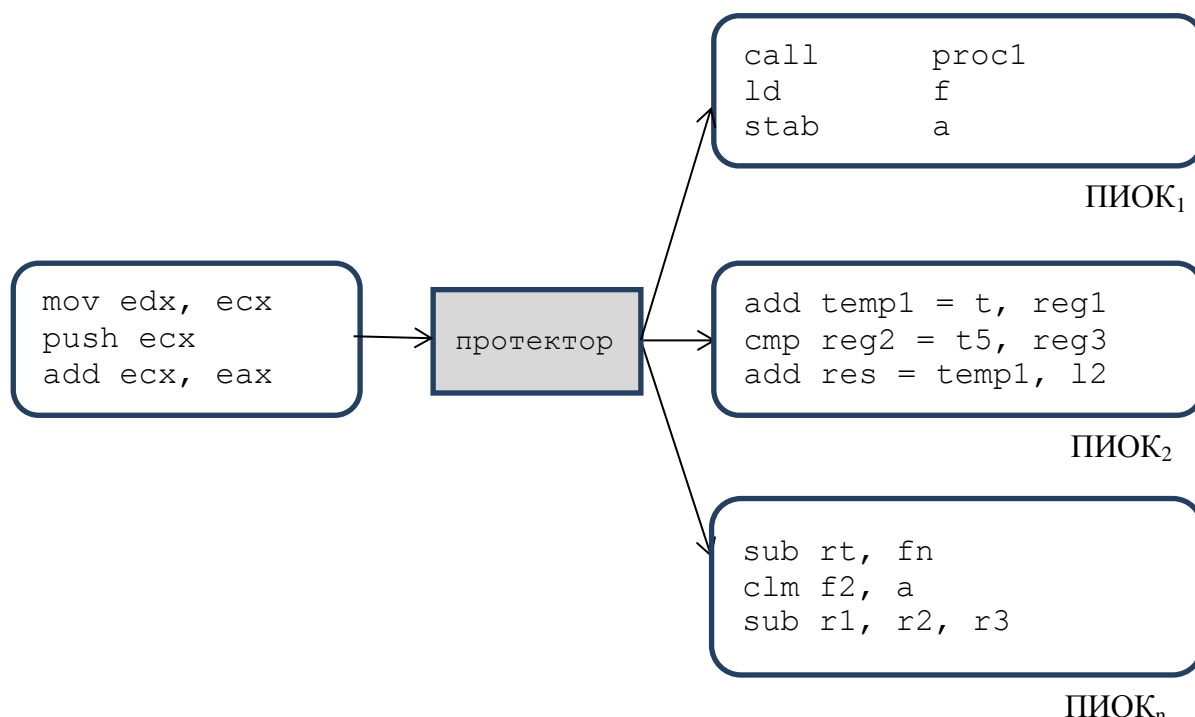 call proc1
ld f
stab a
ПИОК₁
mov edx, ecx
push ecx
add ecx, eax
протектор
add temp1 = t, reg1
cmp reg2 = t5, reg3
add res = temp1, l2
ПИОК₂
sub rt, fn
clm f2, a
sub r1, r2, r3
ПИОКₙ